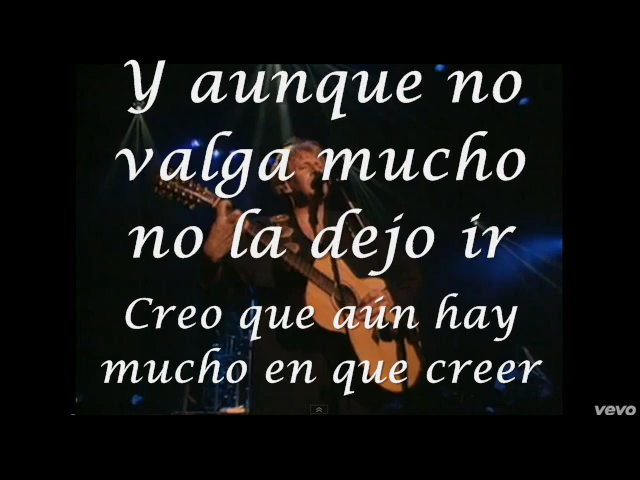 Y aunque no
valga mucho
no la dejo ir
Creo que aún hay
mucho en que creer
vevo